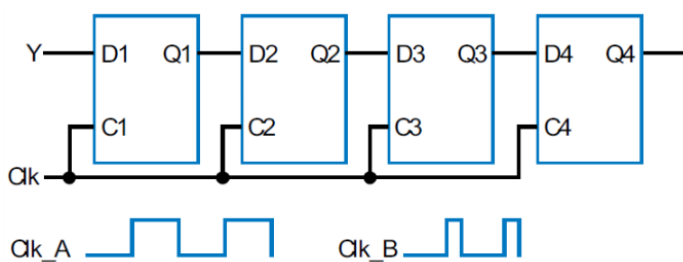 Y D1 Q1 D2 Q2 D3 Q3 D4 Q4
C1 C2 C3 C4
Clk
Clk_A Clk_B